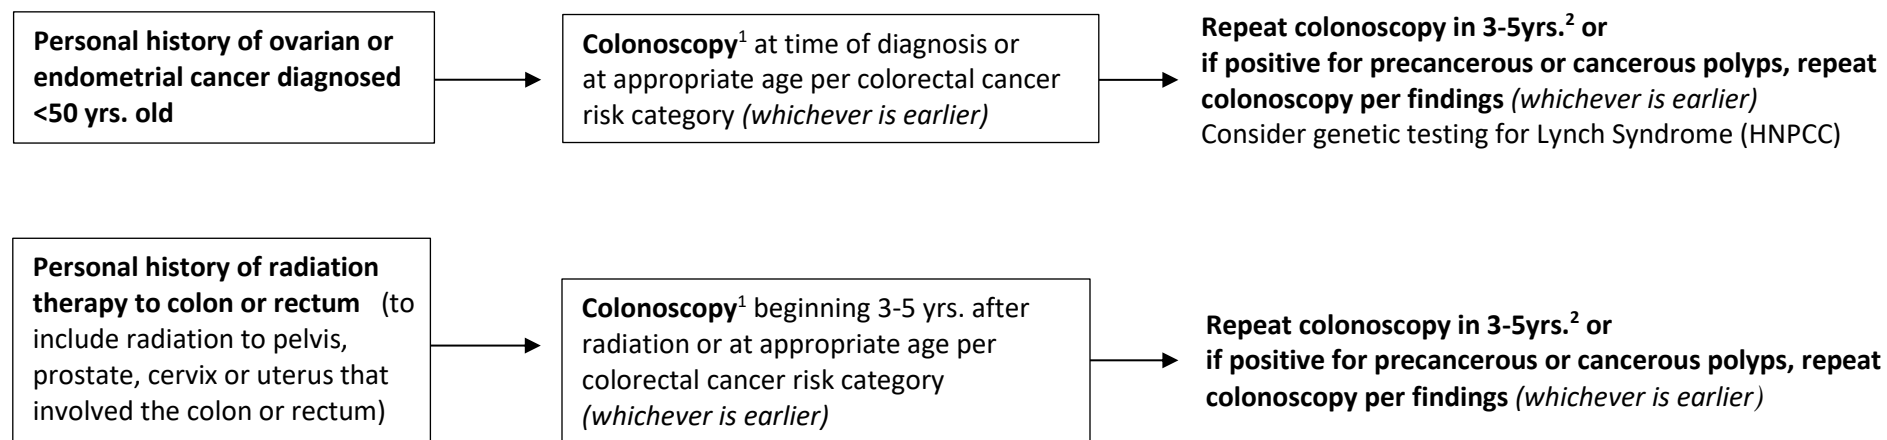 Personal history of ovarian or
endometrial cancer diagnosed
<50 yrs. old
Colonoscopy¹ at time of diagnosis or
at appropriate age per colorectal cancer
risk category (whichever is earlier)
Repeat colonoscopy in 3-5yrs.² or
if positive for precancerous or cancerous polyps, repeat
colonoscopy per findings (whichever is earlier)
Consider genetic testing for Lynch Syndrome (HNPCC)
Personal history of radiation
therapy to colon or rectum (to
include radiation to pelvis,
prostate, cervix or uterus that
involved the colon or rectum)
Colonoscopy¹ beginning 3-5 yrs. after
radiation or at appropriate age per
colorectal cancer risk category
(whichever is earlier)
Repeat colonoscopy in 3-5yrs.² or
if positive for precancerous or cancerous polyps, repeat
colonoscopy per findings (whichever is earlier)